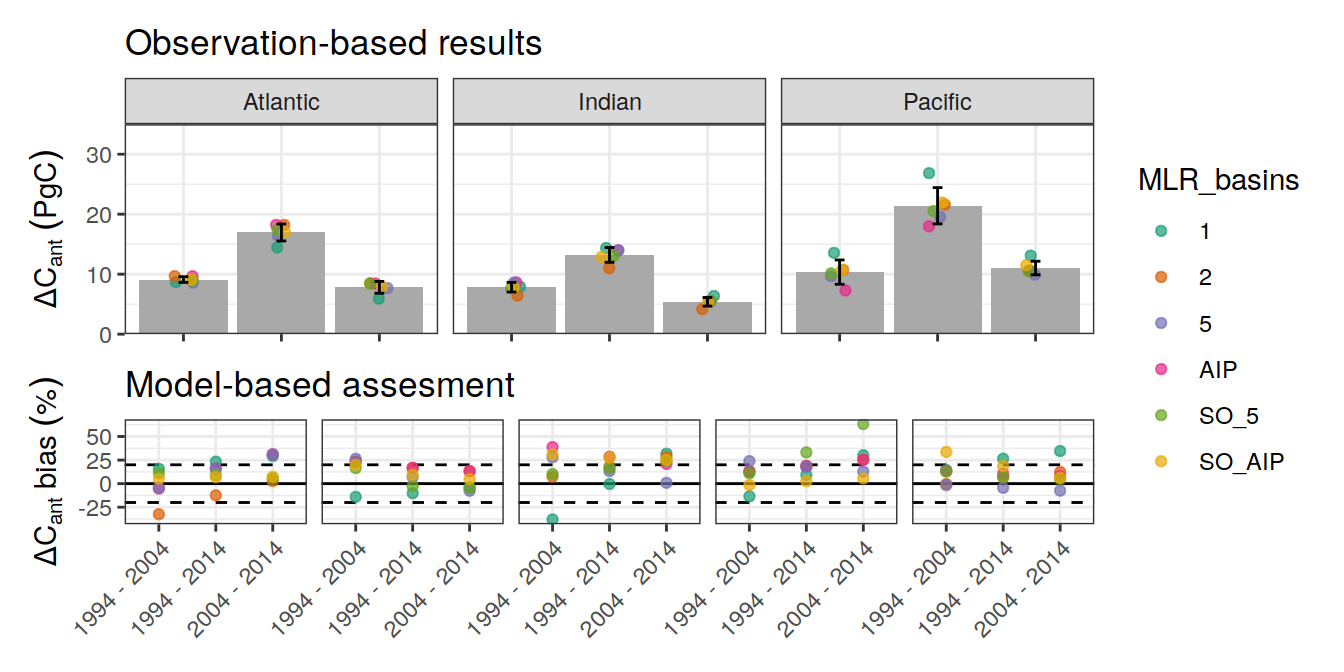 Observation-based results
Atlantic Indian Pacific
ΔCant (PgC)
30
20
10
0
Model-based assesment
ΔCant bias (%)
50
25
0
-25
1994 - 2004 1994 - 2014 2004 - 2014 1994 - 2004 1994 - 2014 2004 - 2014 1994 - 2004 1994 - 2014 2004 - 2014 1994 - 2004 1994 - 2014 2004 - 2014 1994 - 2004 1994 - 2014 2004 - 2014
MLR_basins
1
2
5
AIP
SO_5
SO_AIP